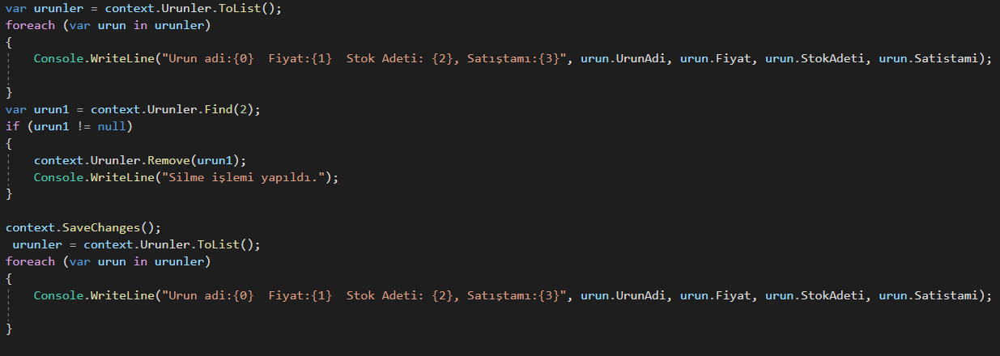 var urunler = context.Urunler.ToList();
foreach (var urun in urunler)
{
    Console.WriteLine("Urun adi:{0}  Fiyat:{1}  Stok Adeti: {2}, Satıştamı:{3}", urun.UrunAdi, urun.Fiyat, urun.StokAdeti, urun.Satistami);
}
var urun1 = context.Urunler.Find(2);
if (urun1 != null)
{
    context.Urunler.Remove(urun1);
    Console.WriteLine("Silme işlemi yapıldı.");
}
context.SaveChanges();
 urunler = context.Urunler.ToList();
foreach (var urun in urunler)
{
    Console.WriteLine("Urun adi:{0}  Fiyat:{1}  Stok Adeti: {2}, Satıştamı:{3}", urun.UrunAdi, urun.Fiyat, urun.StokAdeti, urun.Satistami);
}